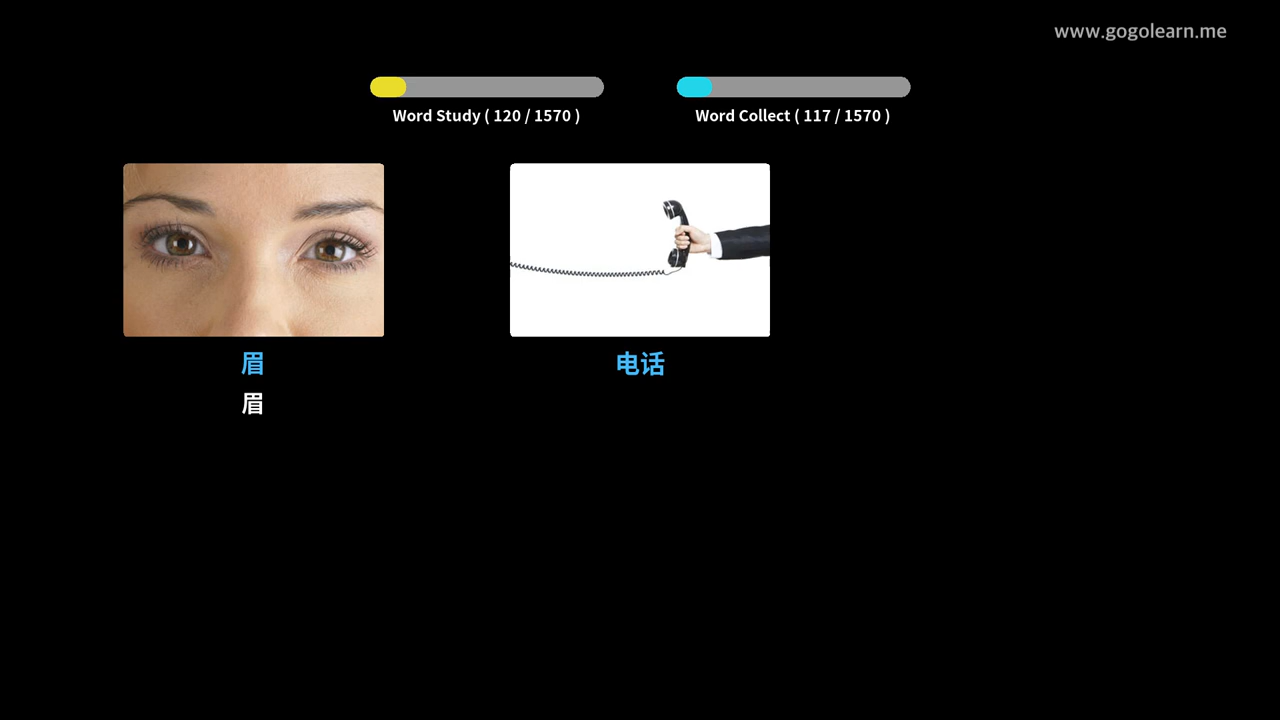 www.gogolearn.me
Word Study ( 120 / 1570 )
Word Collect ( 117 / 1570 )
眉
眉
电话